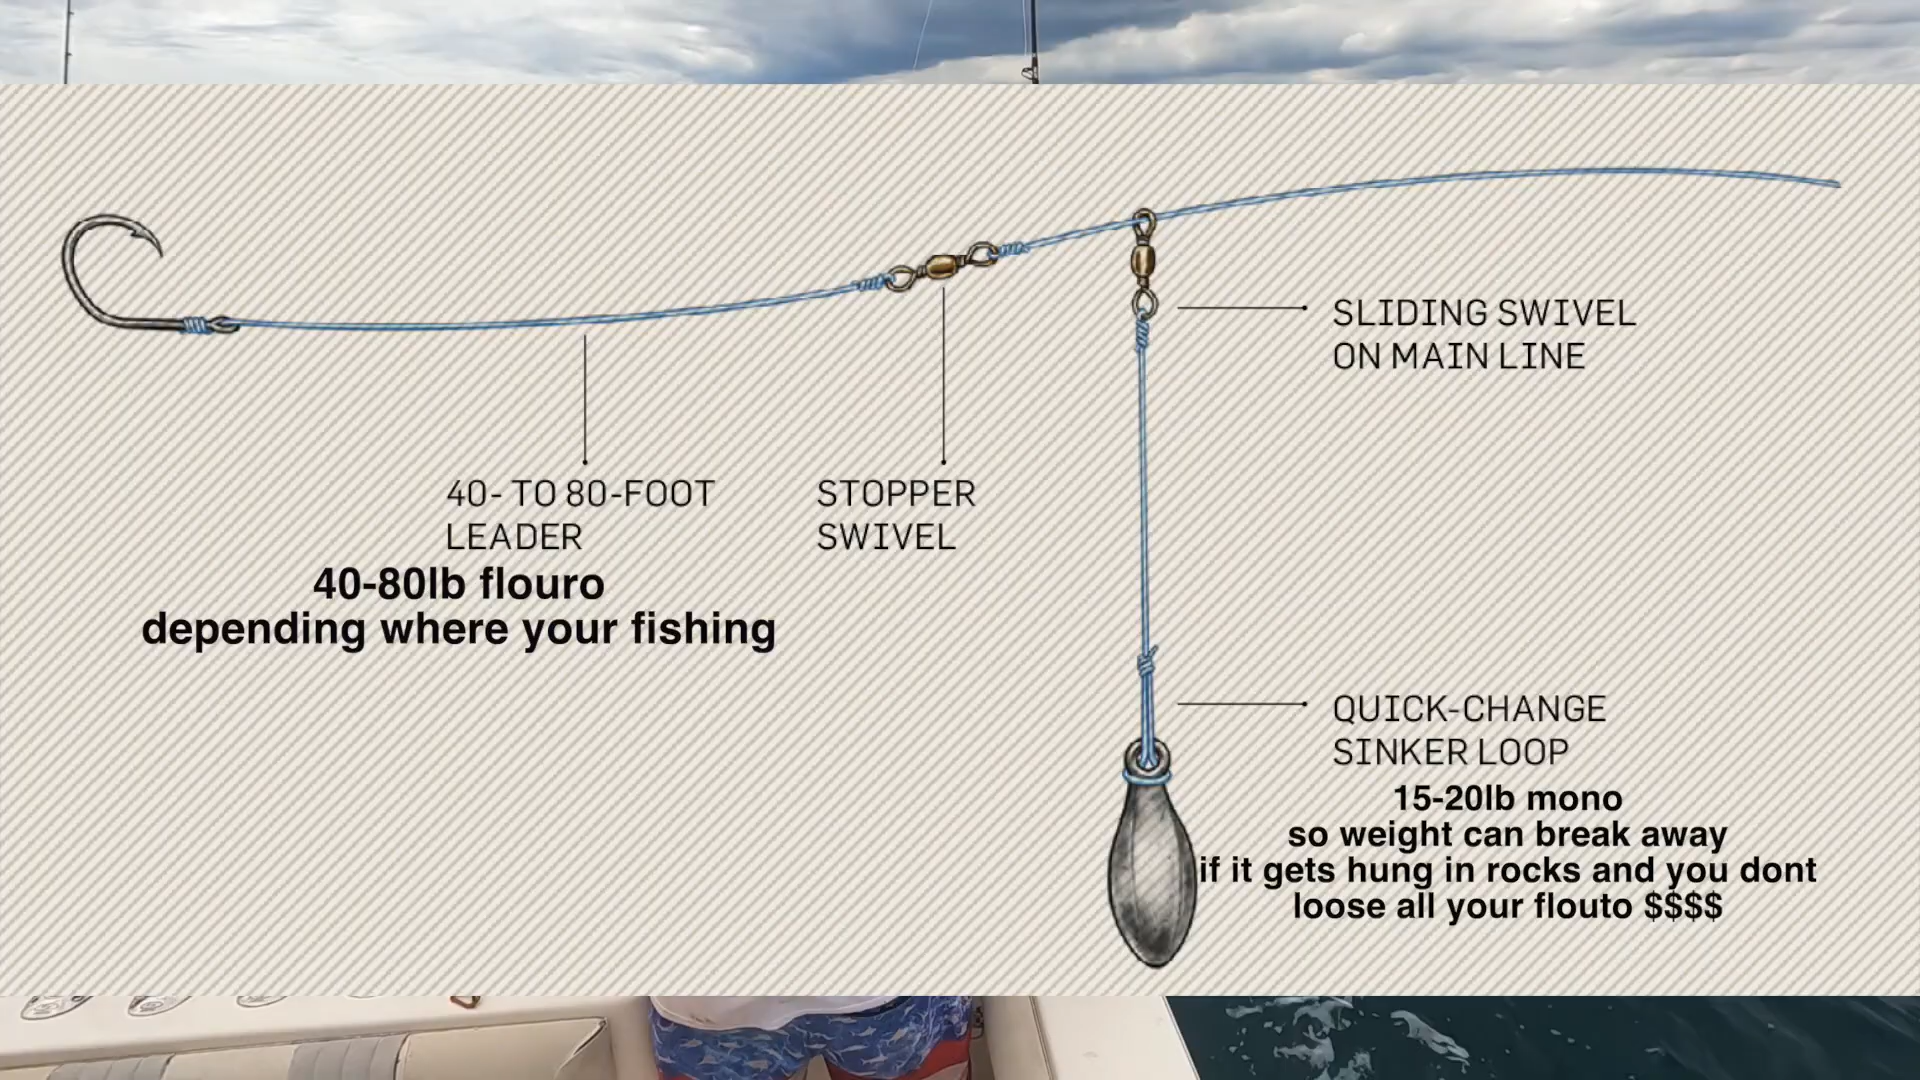 SLIDING SWIVEL
ON MAIN LINE
40- TO 80-FOOT
LEADER
STOPPER
SWIVEL
40-80lb flouro
depending where your fishing
QUICK-CHANGE
SINKER LOOP
15-20lb mono
so weight can break away
if it gets hung in rocks and you dont
loose all your flouto $$$$